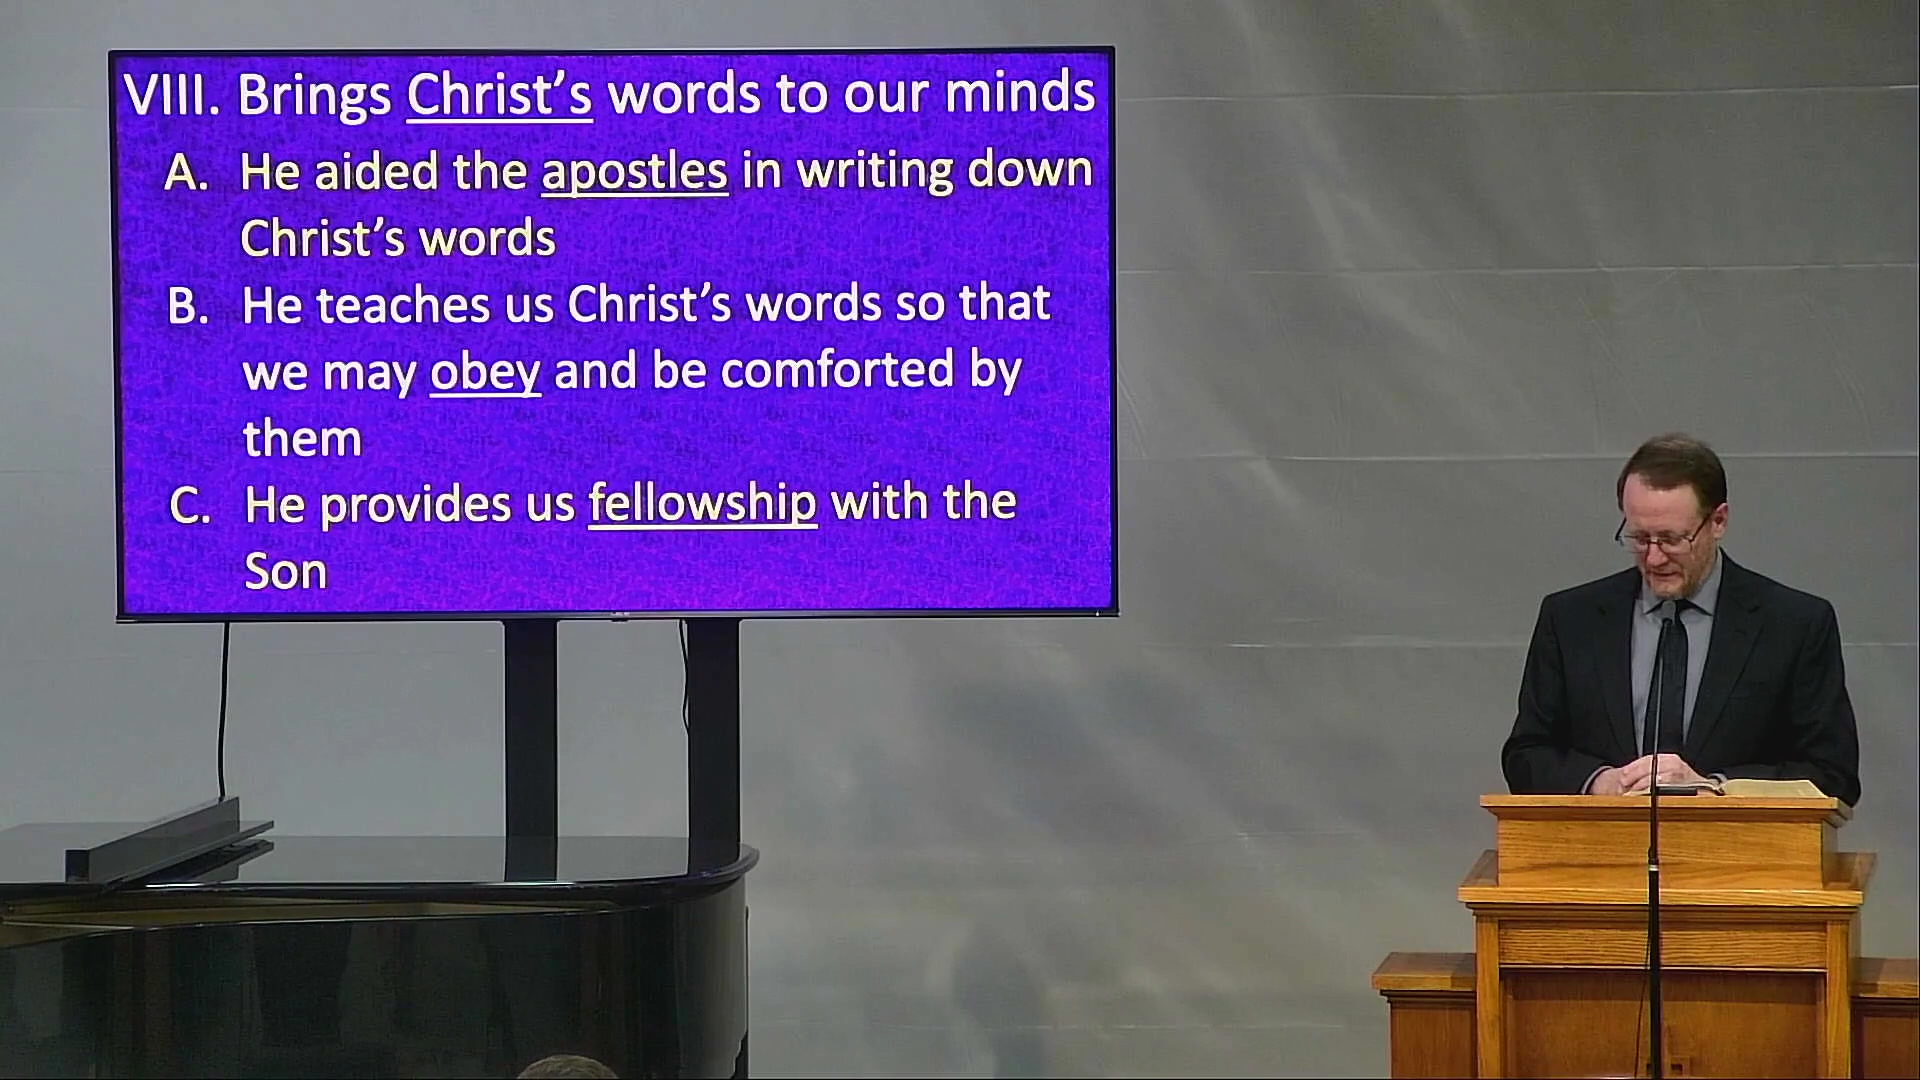 VIII. Brings Christ's words to our minds
A. He aided the apostles in writing down
Christ's words
B. He teaches us Christ's words so that
we may obey and be comforted by
them
C. He provides us fellowship with the
Son